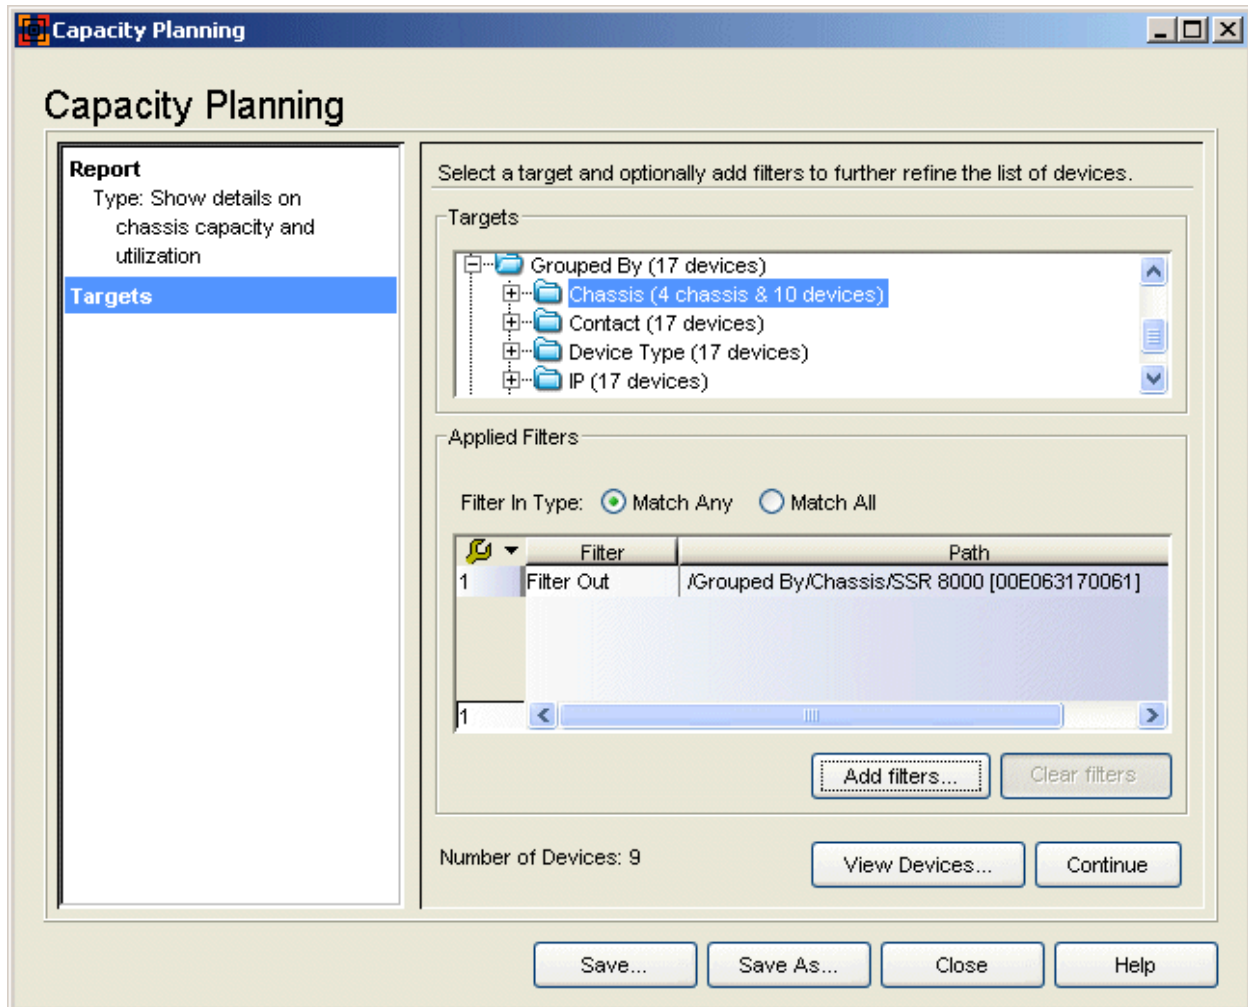 Capacity Planning
Capacity Planning
Report
Type: Show details on
chassis capacity and
utilization
Targets
Select a target and optionally add filters to further refine the list of devices.
Targets
Grouped By (17 devices)
Chassis (4 chassis & 10 devices)
Contact (17 devices)
Device Type (17 devices)
IP (17 devices)
Applied Filters
Filter In Type: Match Any Match All
Filter Path
1 Filter Out /Grouped By/Chassis/SSR 8000 [00E063170061]
1
Add filters... Clear filters
Number of Devices: 9 View Devices... Continue
Save... Save As... Close Help